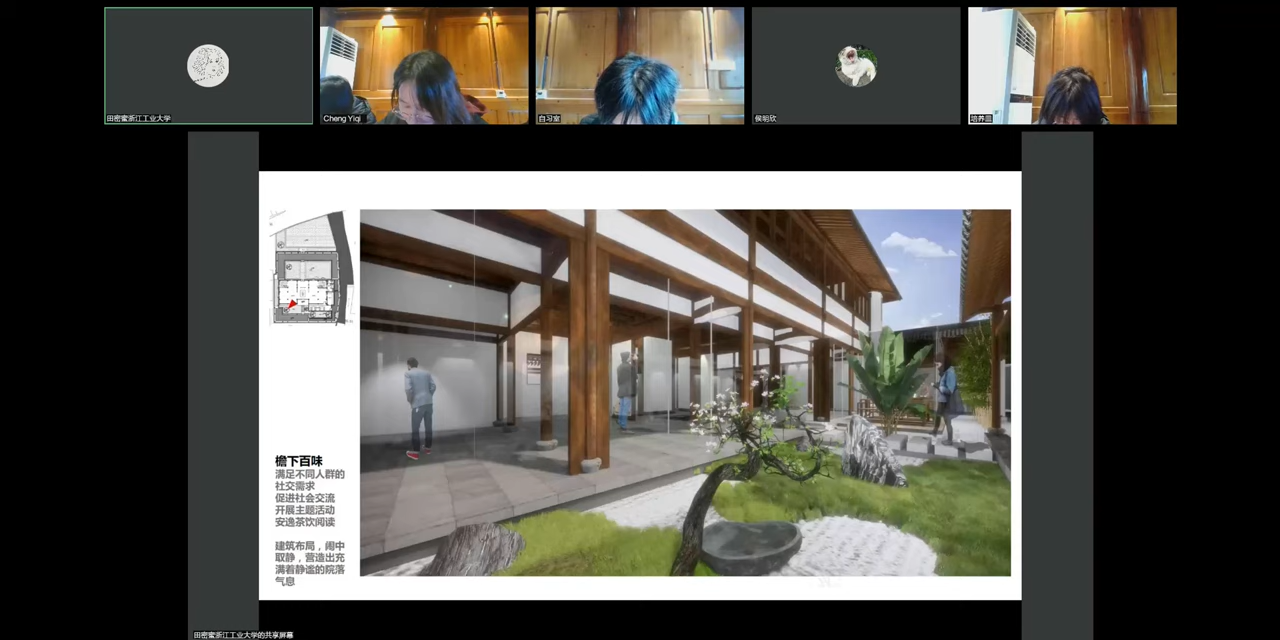 田密蜜浙江工业大学
Cheng Yiqi
自习室
侯明欣
培养皿
檐下百味
满足不同人群的
社交需求
促进社会交流
开展主题活动
安逸茶饮阅读
建筑布局，闹中
取静，营造出充
满着静谧的院落
气息
田密蜜浙江工业大学的共享屏幕